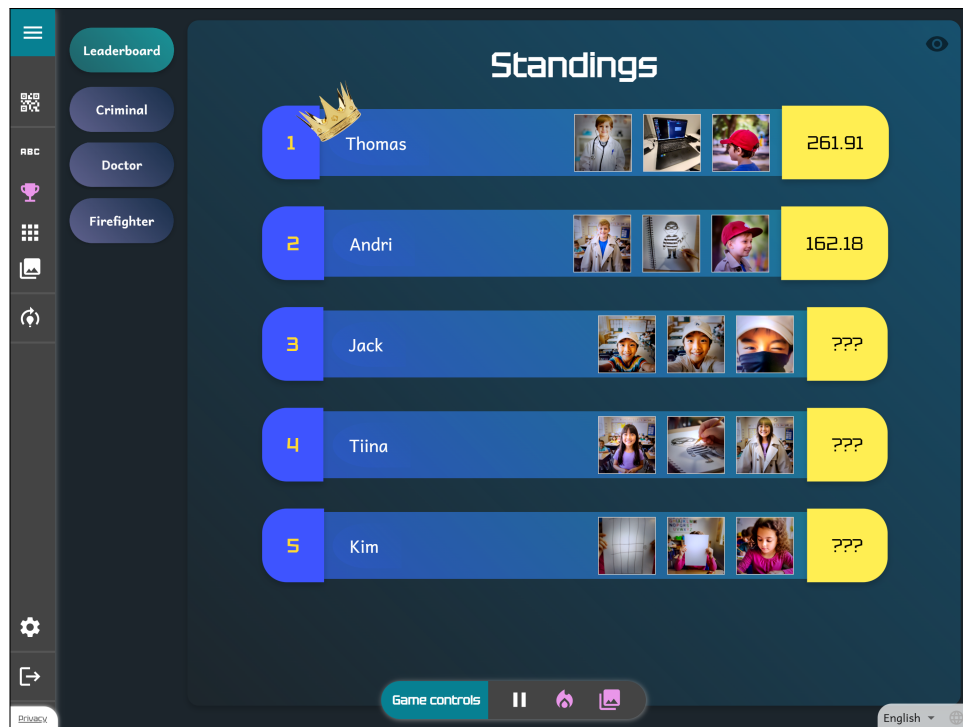 Leaderboard
Criminal
Doctor
Firefighter
ABC
Standings
1 Thomas 261.91
2 Andri 162.18
3 Jack ???
4 Tiina ???
5 Kim ???
Game controls
Privacy
English